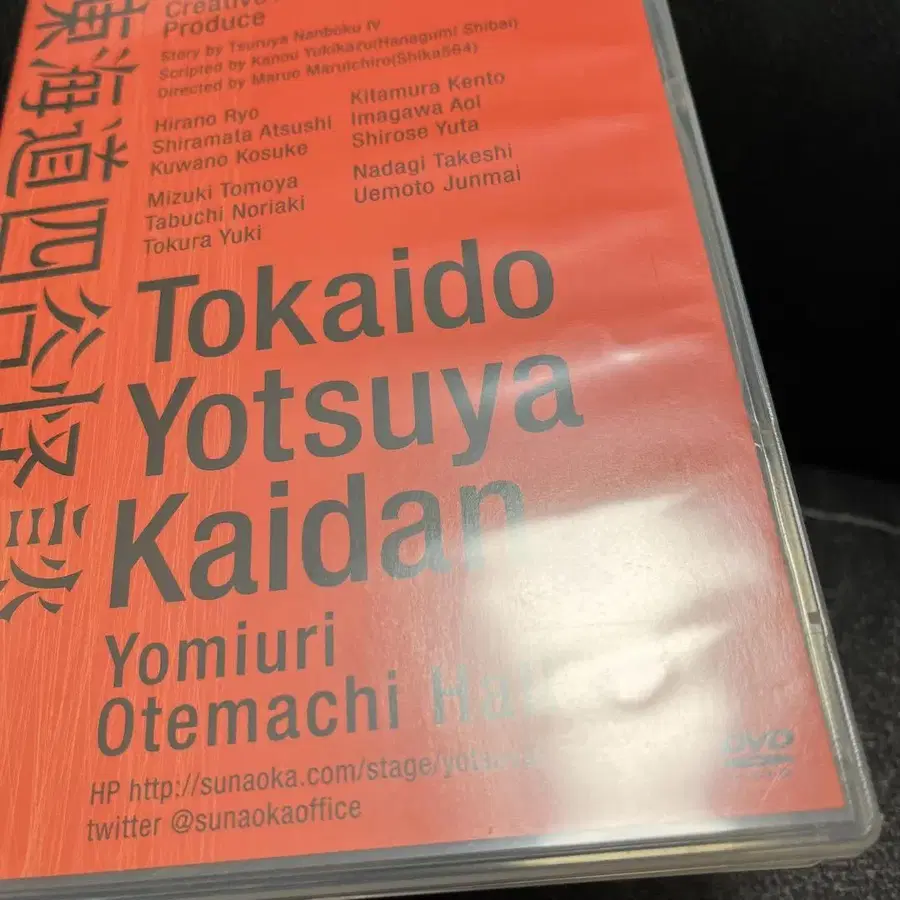 東海道四谷怪談
Creative
Produce
Story by Tsuruya Nanboku IV
Scripted by Kanou Yukikazu(Hanagumi Shibai)
Directed by Maruo Maruichiro(Shika564)
Hirano Ryo
Shiramata Atsushi
Kuwano Kosuke
Kitamura Kento
Imagawa Aoi
Shirose Yuta
Mizuki Tomoya
Tabuchi Noriaki
Tokura Yuki
Nadagi Takeshi
Uemoto Junmai
Tokaido
Yotsuya
Kaidan
Yomiuri
Otemachi Hall
HP http://sunaoka.com/stage/yotsuya
twitter @sunaokaoffice
DVD